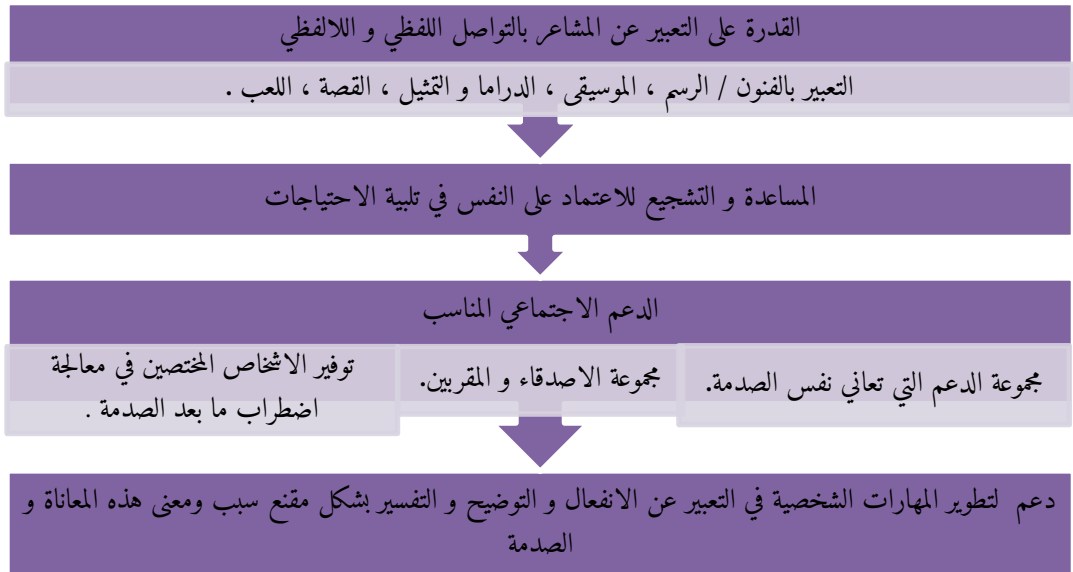 القدرة على التعبير عن المشاعر بالتواصل اللفظي و اللالفظي
التعبير بالفنون / الرسم ، الموسيقى ، الدراما و التمثيل ، القصة ، اللعب .
المساعدة و التشجيع للاعتماد على النفس في تلبية الاحتياجات
الدعم الاجتماعي المناسب
مجموعة الدعم التي تعاني نفس الصدمة.
مجموعة الاصدقاء و المقربين.
توفير الاشخاص المختصين في معالجة
اضطراب ما بعد الصدمة .
دعم لتطوير المهارات الشخصية في التعبير عن الانفعال و التوضيح و التفسير بشكل مقنع سبب ومعنى هذه المعاناة و
الصدمة